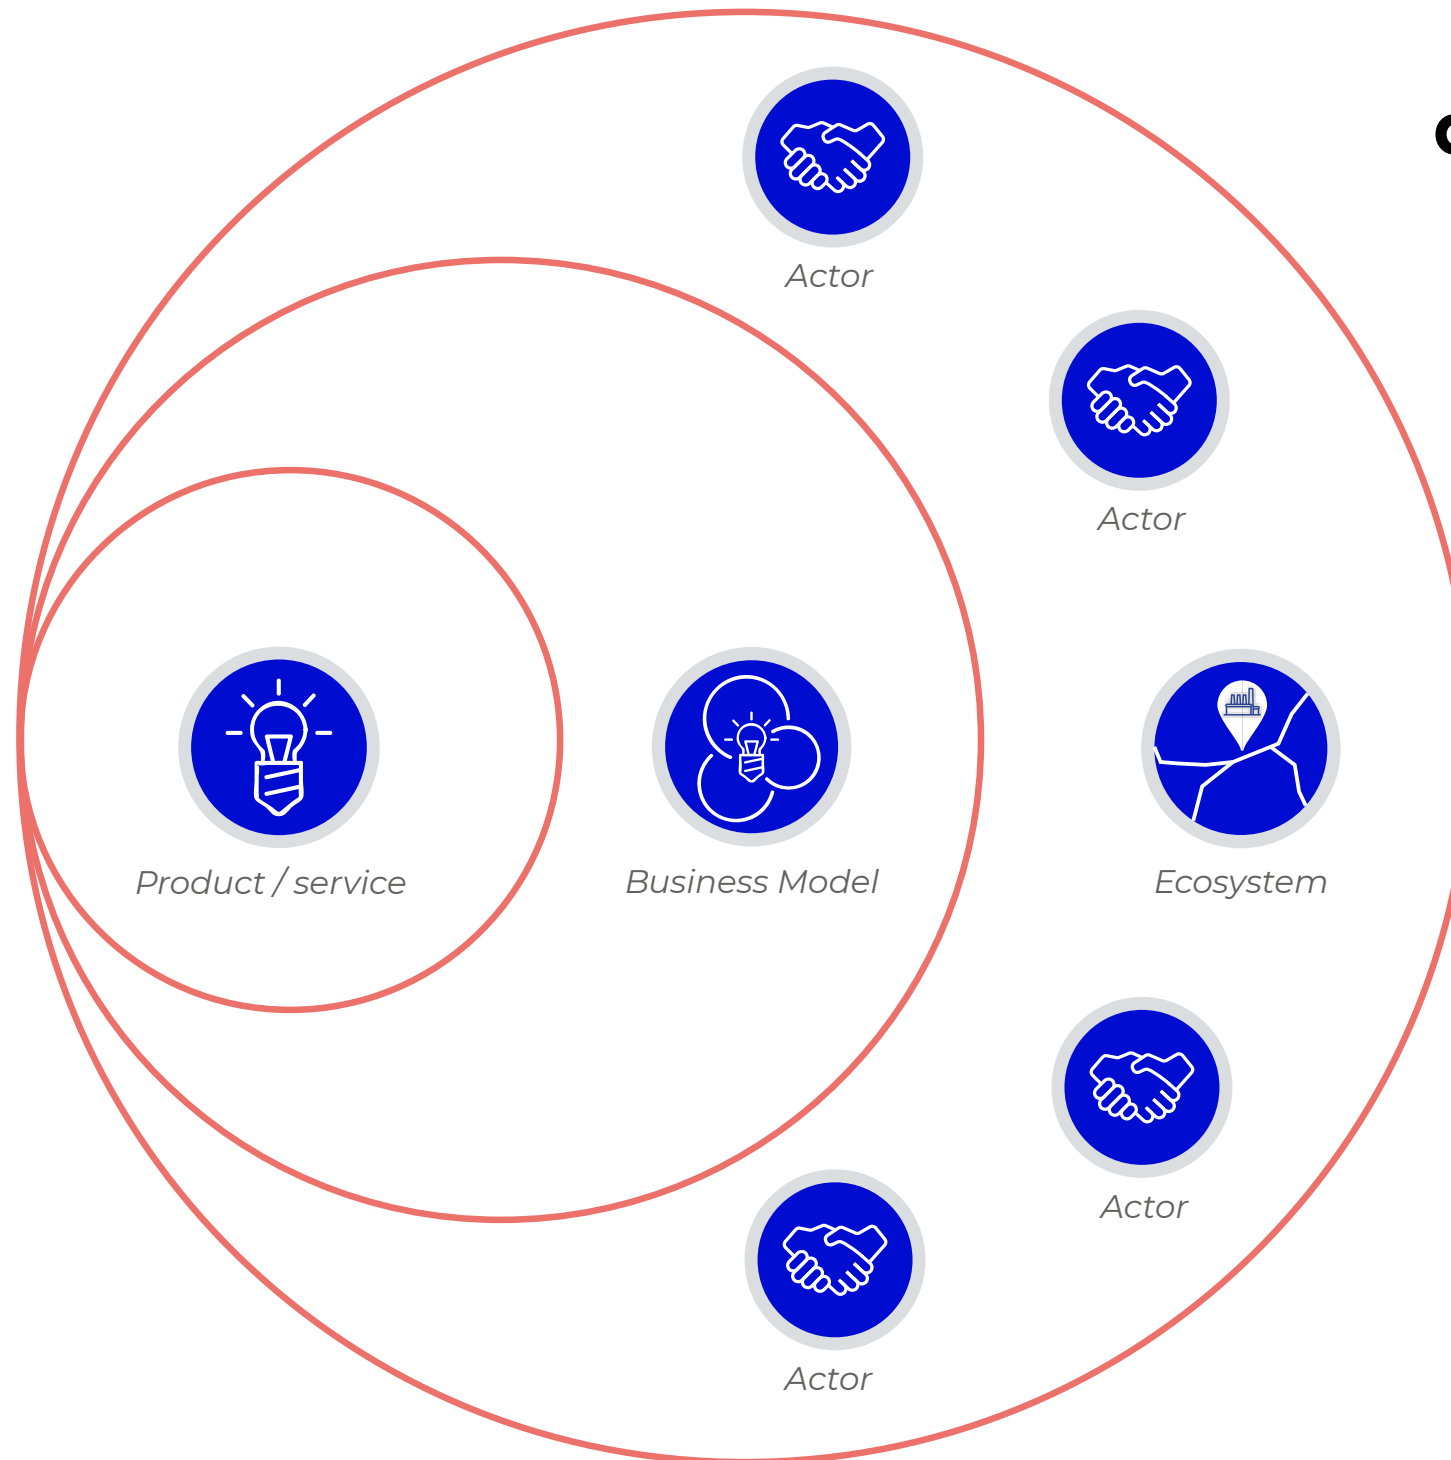 Actor
Actor
Product / service
Business Model
Ecosystem
Actor
Actor